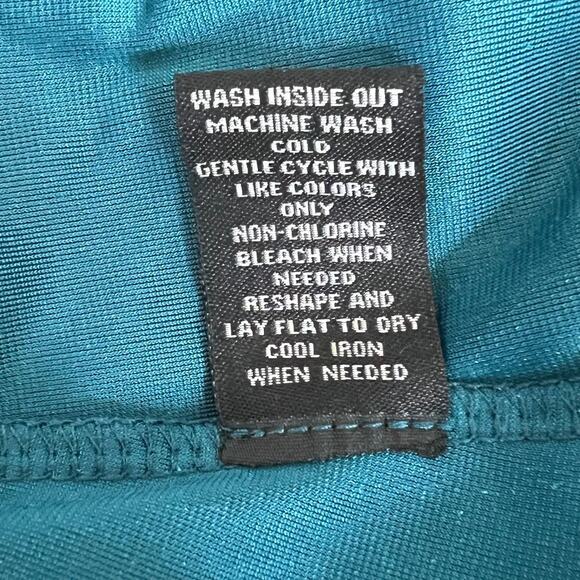 WASH INSIDE OUT
MACHINE WASH
COLD
GENTLE CYCLE WITH
LIKE COLORS
ONLY
NON-CHLORINE
BLEACH WHEN
NEEDED
RESHAPE AND
LAY FLAT TO DRY
COOL IRON
WHEN NEEDED